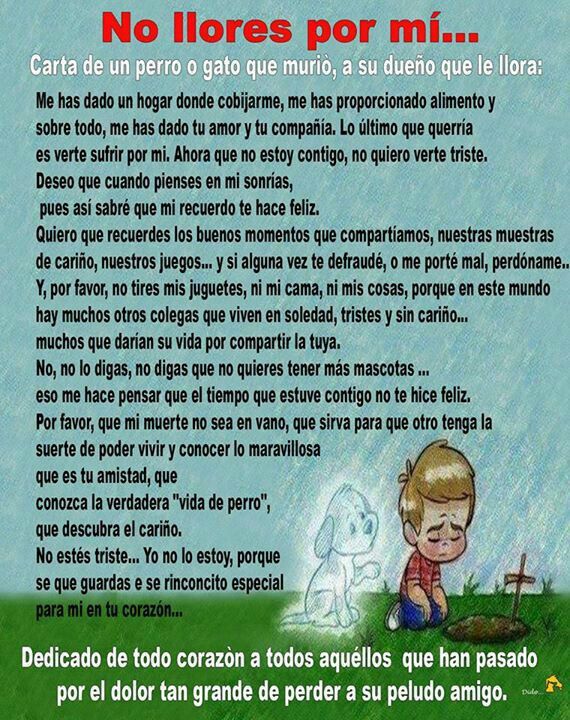 No llores por mí...
Carta de un perro o gato que muriò, a su dueño que le llora:
Me has dado un hogar donde cobijarme, me has proporcionado alimento y
sobre todo, me has dado tu amor y tu compañía. Lo último que querría
es verte sufrir por mi. Ahora que no estoy contigo, no quiero verte triste.
Deseo que cuando pienses en mi sonrías,
pues así sabré que mi recuerdo te hace feliz.
Quiero que recuerdes los buenos momentos que compartíamos, nuestras muestras
de cariño, nuestros juegos... y si alguna vez te defraudé, o me porté mal, perdóname..
Y, por favor, no tires mis juguetes, ni mi cama, ni mis cosas, porque en este mundo
hay muchos otros colegas que viven en soledad, tristes y sin cariño...
muchos que darían su vida por compartir la tuya.
No, no lo digas, no digas que no quieres tener más mascotas ...
eso me hace pensar que el tiempo que estuve contigo no te hice feliz.
Por favor, que mi muerte no sea en vano, que sirva para que otro tenga la
suerte de poder vivir y conocer lo maravillosa
que es tu amistad, que
conozca la verdadera "vida de perro",
que descubra el cariño.
No estés triste... Yo no lo estoy, porque
se que guardas e se rinconcito especial
para mi en tu corazón...
Dedicado de todo corazòn a todos aquéllos que han pasado
por el dolor tan grande de perder a su peludo amigo.
Dido...